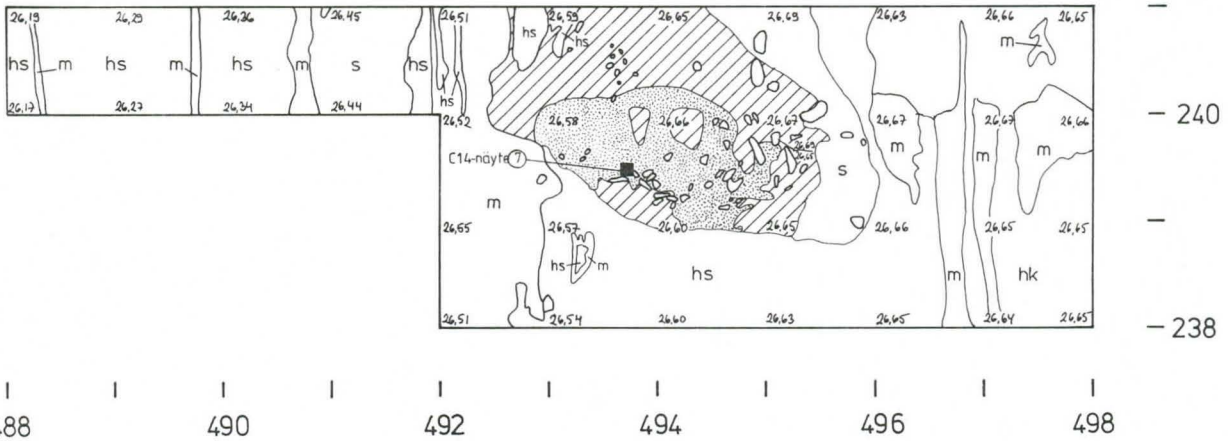 26,19 26,29 26,36 26,45 26,51 26,59 26,65 26,69 26,63 26,66 26,65
hs m hs m hs m s hs hs hs hs m
26,17 26,27 26,34 26,44 26,52 26,58 26,66 26,67 26,67 26,67 26,66 240
C14-näyte 7 m m m
m s
26,65 26,57 26,60 26,65 26,66 26,65 26,65
hs m hs m hk
26,51 26,54 26,60 26,63 26,65 26,64 26,65 238
88 490 492 494 496 498